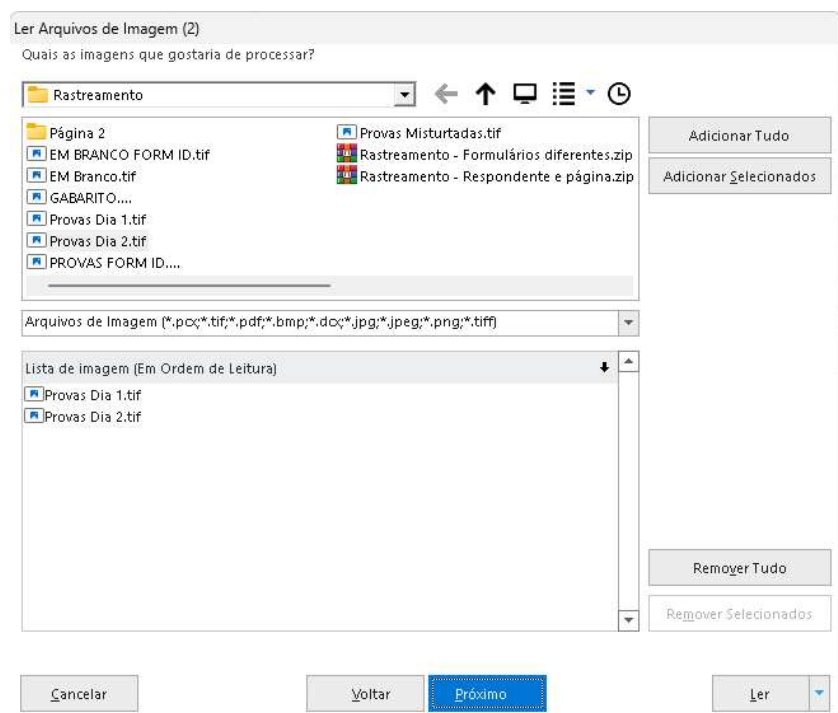 Ler Arquivos de Imagem (2)
Quais as imagens que gostaria de processar?
Rastreamento
Página 2
EM BRANCO FORM ID.tif
EM Branco.tif
GABARITO....
Provas Dia 1.tif
Provas Dia 2.tif
PROVAS FORM ID....
Provas Misturtadas.tif
Rastreamento - Formulários diferentes.zip
Rastreamento - Respondente e página.zip
Adicionar Tudo
Adicionar Selecionados
Arquivos de Imagem (*.pcx;*.tif;*.pdf;*.bmp;*.dcx;*.jpg;*.jpeg;*.png;*.tiff)
Lista de imagem (Em Ordem de Leitura)
Provas Dia 1.tif
Provas Dia 2.tif
Remover Tudo
Remover Selecionados
Cancelar
Voltar
Próximo
Ler